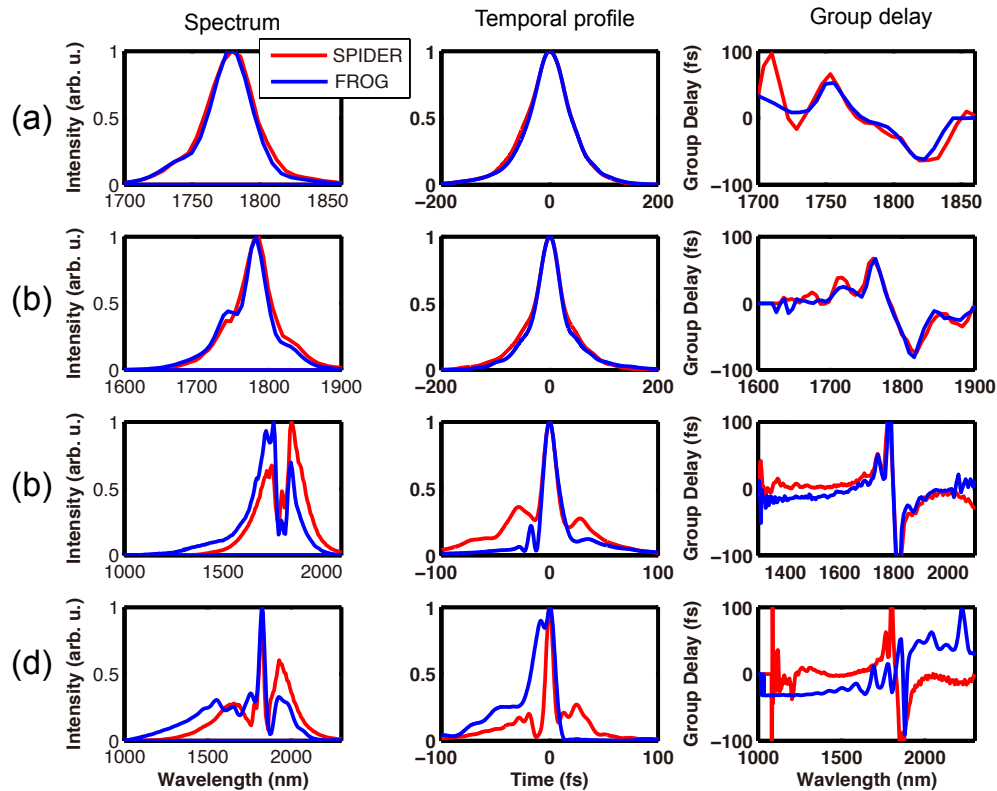 Spectrum Temporal profile Group delay
SPIDER
FROG
(a)
Intensity (arb. u.)
1
0.5
0
1700 1750 1800 1850
1
0.5
0
−200 0 200
Group Delay (fs)
100
0
−100
1700 1750 1800 1850
(b)
Intensity (arb. u.)
1
0.5
0
1600 1700 1800 1900
1
0.5
0
−200 0 200
Group Delay (fs)
100
0
−100
1600 1700 1800 1900
(b)
Intensity (arb. u.)
1
0.5
0
1000 1500 2000
1
0.5
0
−100 0 100
Group Delay (fs)
100
0
−100
1400 1600 1800 2000
(d)
Intensity (arb. u.)
1
0.5
0
1000 1500 2000
Wavelength (nm)
1
0.5
0
−100 0 100
Time (fs)
Group Delay (fs)
100
0
−100
1000 1500 2000
Wavlength (nm)